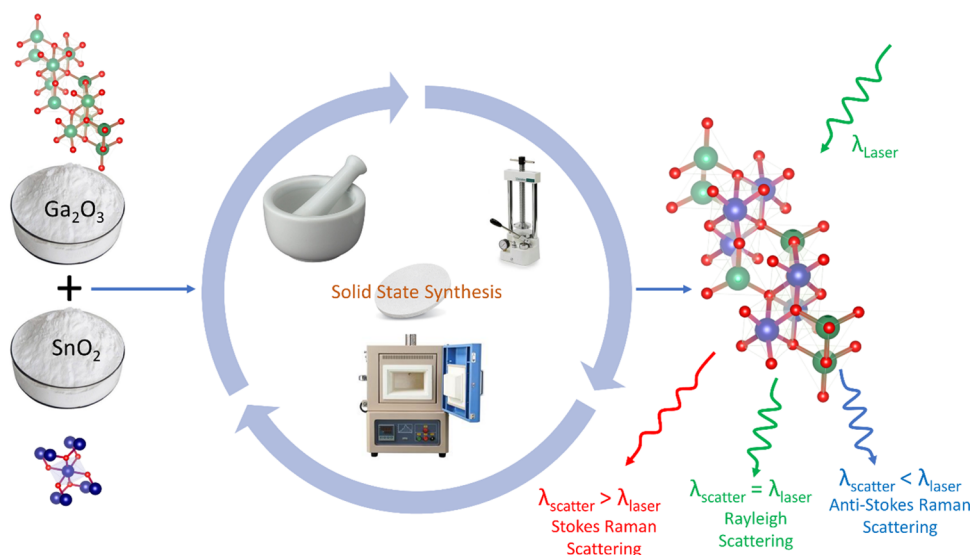 Ga₂O₃
+
SnO₂
Solid State Synthesis
λLaser
λscatter > λlaser
Stokes Raman
Scattering
λscatter = λlaser
Rayleigh
Scattering
λscatter < λlaser
Anti-Stokes Raman
Scattering